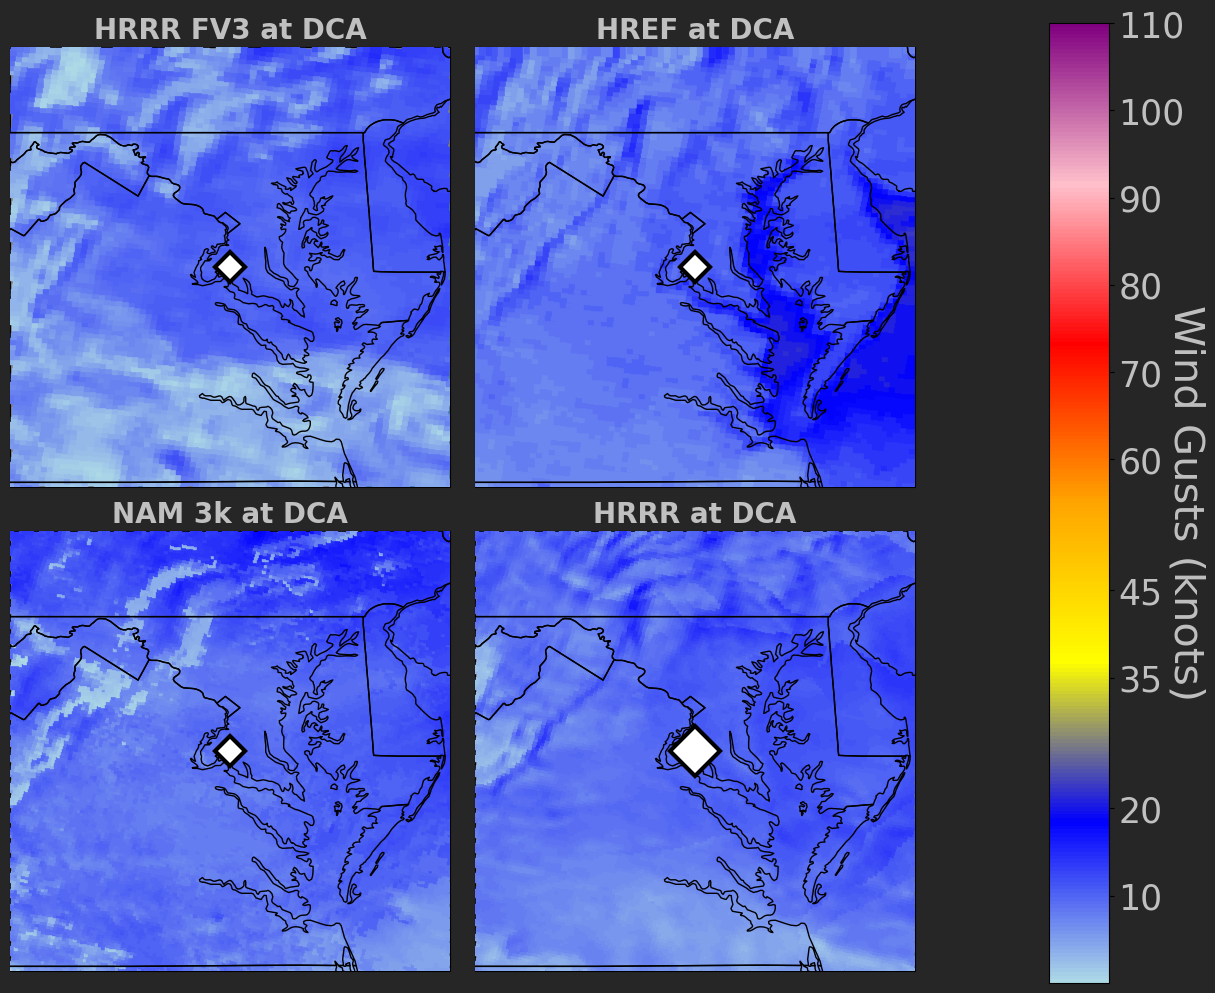 HRRR FV3 at DCA
HREF at DCA
NAM 3k at DCA
HRRR at DCA
110
100
90
80
70
60
45
35
20
10
Wind Gusts (knots)